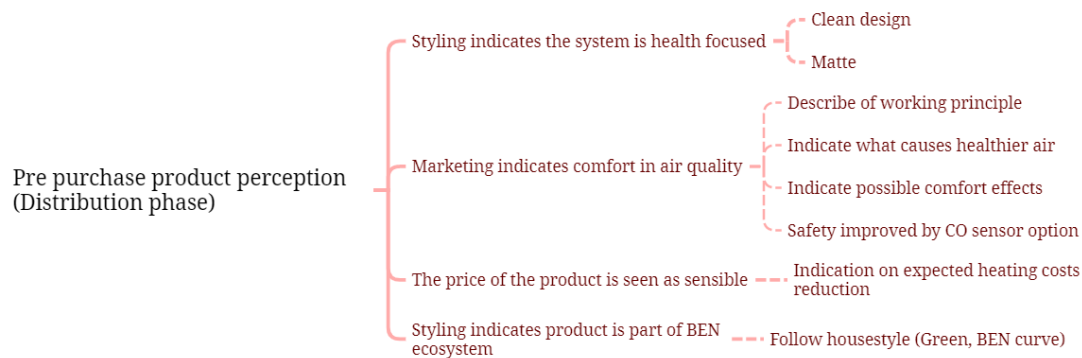 Pre purchase product perception
(Distribution phase)
Styling indicates the system is health focused
Clean design
Matte
Marketing indicates comfort in air quality
Describe of working principle
Indicate what causes healthier air
Indicate possible comfort effects
Safety improved by CO sensor option
The price of the product is seen as sensible
Indication on expected heating costs
reduction
Styling indicates product is part of BEN
ecosystem
Follow housestyle (Green, BEN curve)